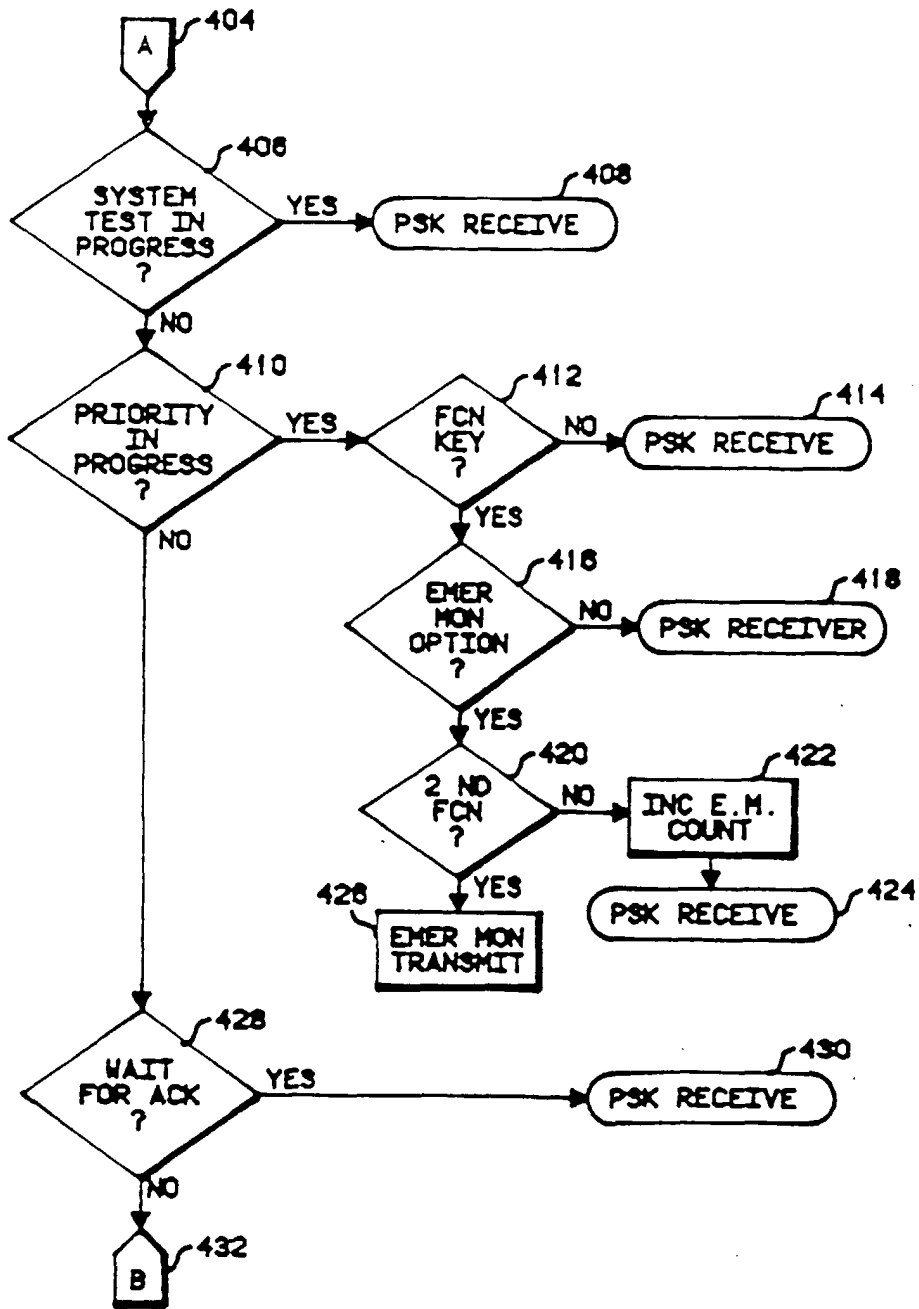 A
404
406
SYSTEM
TEST IN
PROGRESS
?
YES
408
PSK RECEIVE
NO
410
PRIORITY
IN
PROGRESS
?
YES
412
FCN
KEY
?
NO
414
PSK RECEIVE
NO
YES
416
EMER
MON
OPTION
?
NO
418
PSK RECEIVER
YES
420
2 ND
FCN
?
NO
422
INC E.M.
COUNT
YES
426
EMER MON
TRANSMIT
PSK RECEIVE
424
428
WAIT
FOR ACK
?
YES
430
PSK RECEIVE
NO
B
432